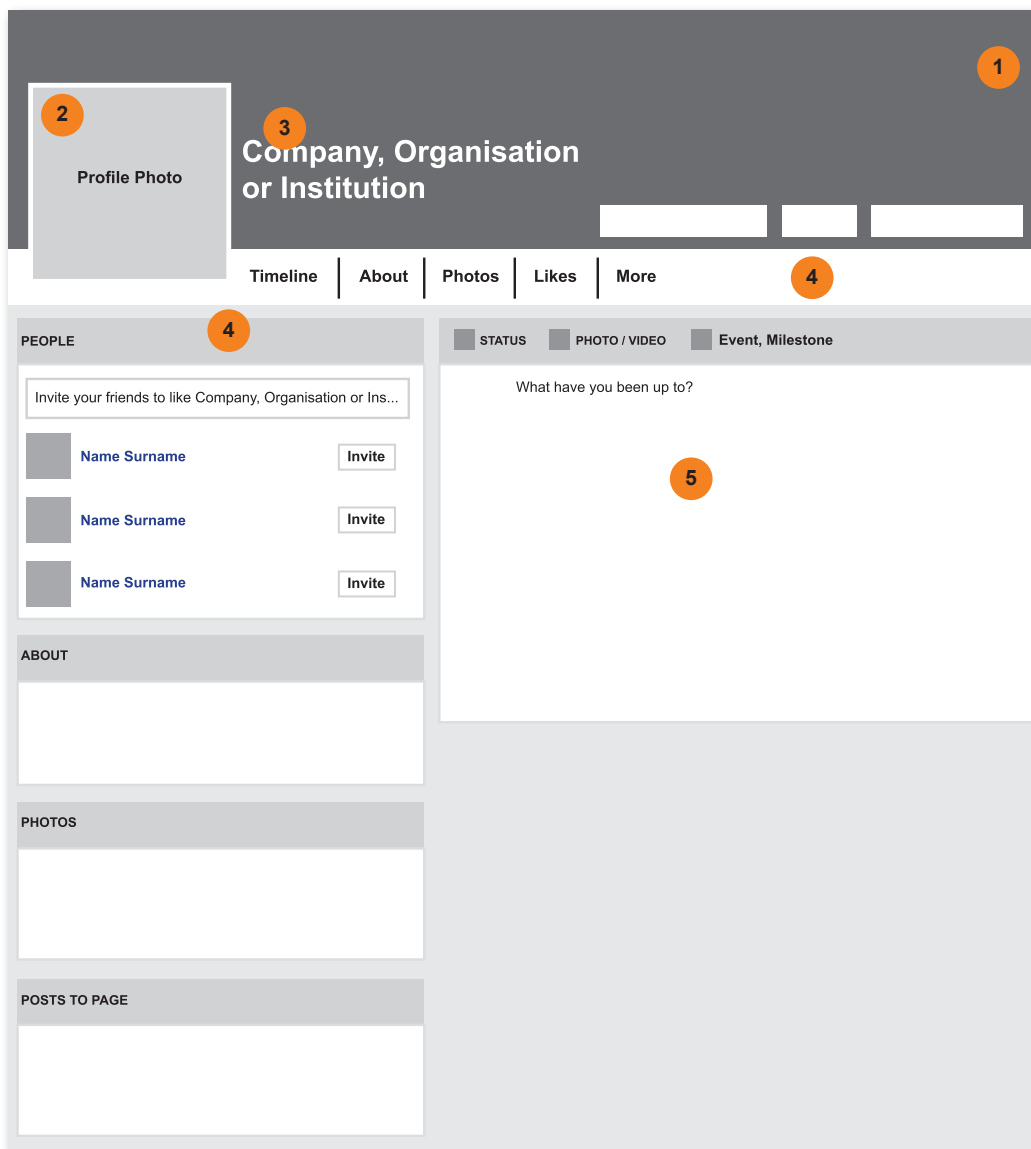 1
2
Profile Photo
3
Company, Organisation
or Institution
Timeline About Photos Likes More 4
PEOPLE 4
Invite your friends to like Company, Organisation or Ins...
Name Surname Invite
Name Surname Invite
Name Surname Invite
ABOUT
PHOTOS
POSTS TO PAGE
STATUS PHOTO / VIDEO Event, Milestone
What have you been up to?
5